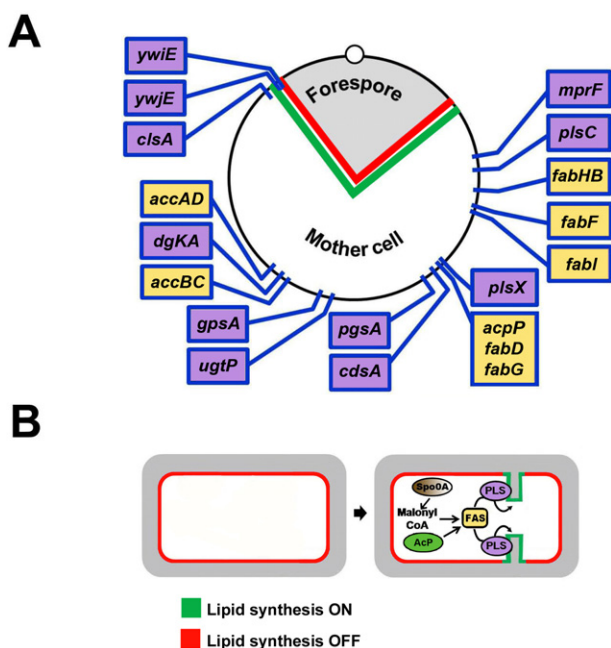 A
ywiE
ywjE
clsA
Forespore
mprF
plsC
fabHB
fabF
fabI
accAD
dgKA
accBC
Mother cell
gpsA
ugtP
pgsA
cdsA
plsX
acpP
fabD
fabG
B
Spo0A
Malonyl
CoA
AcP
FAS
PLS
PLS
Lipid synthesis ON
Lipid synthesis OFF